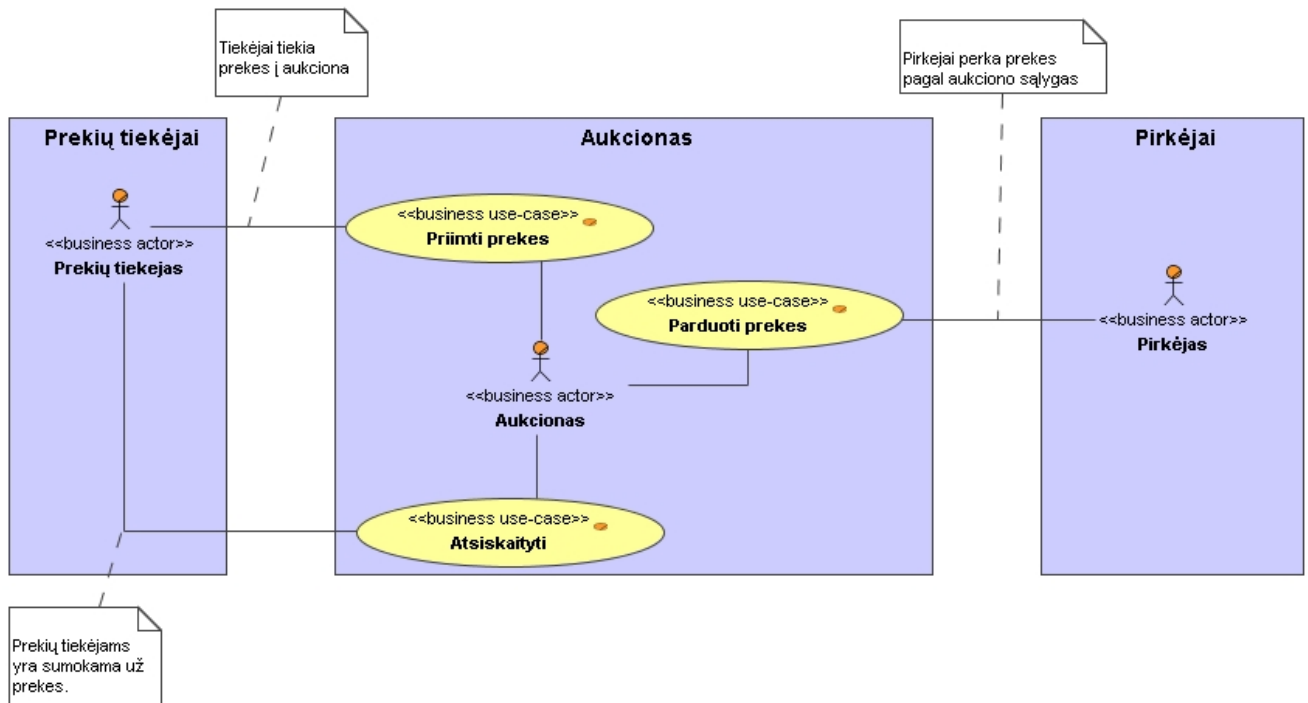 Tiekėjai tiekia
prekes į aukciona
Pirkejai perka prekes
pagal aukciono sąlygas
Prekių tiekėjai
Aukcionas
Pirkėjai
<<business use-case>>
Priimti prekes
<<business actor>>
Prekių tiekejas
<<business use-case>>
Parduoti prekes
<<business actor>>
Pirkėjas
<<business actor>>
Aukcionas
<<business use-case>>
Atsiskaityti
Prekių tiekėjams
yra sumokama už
prekes.